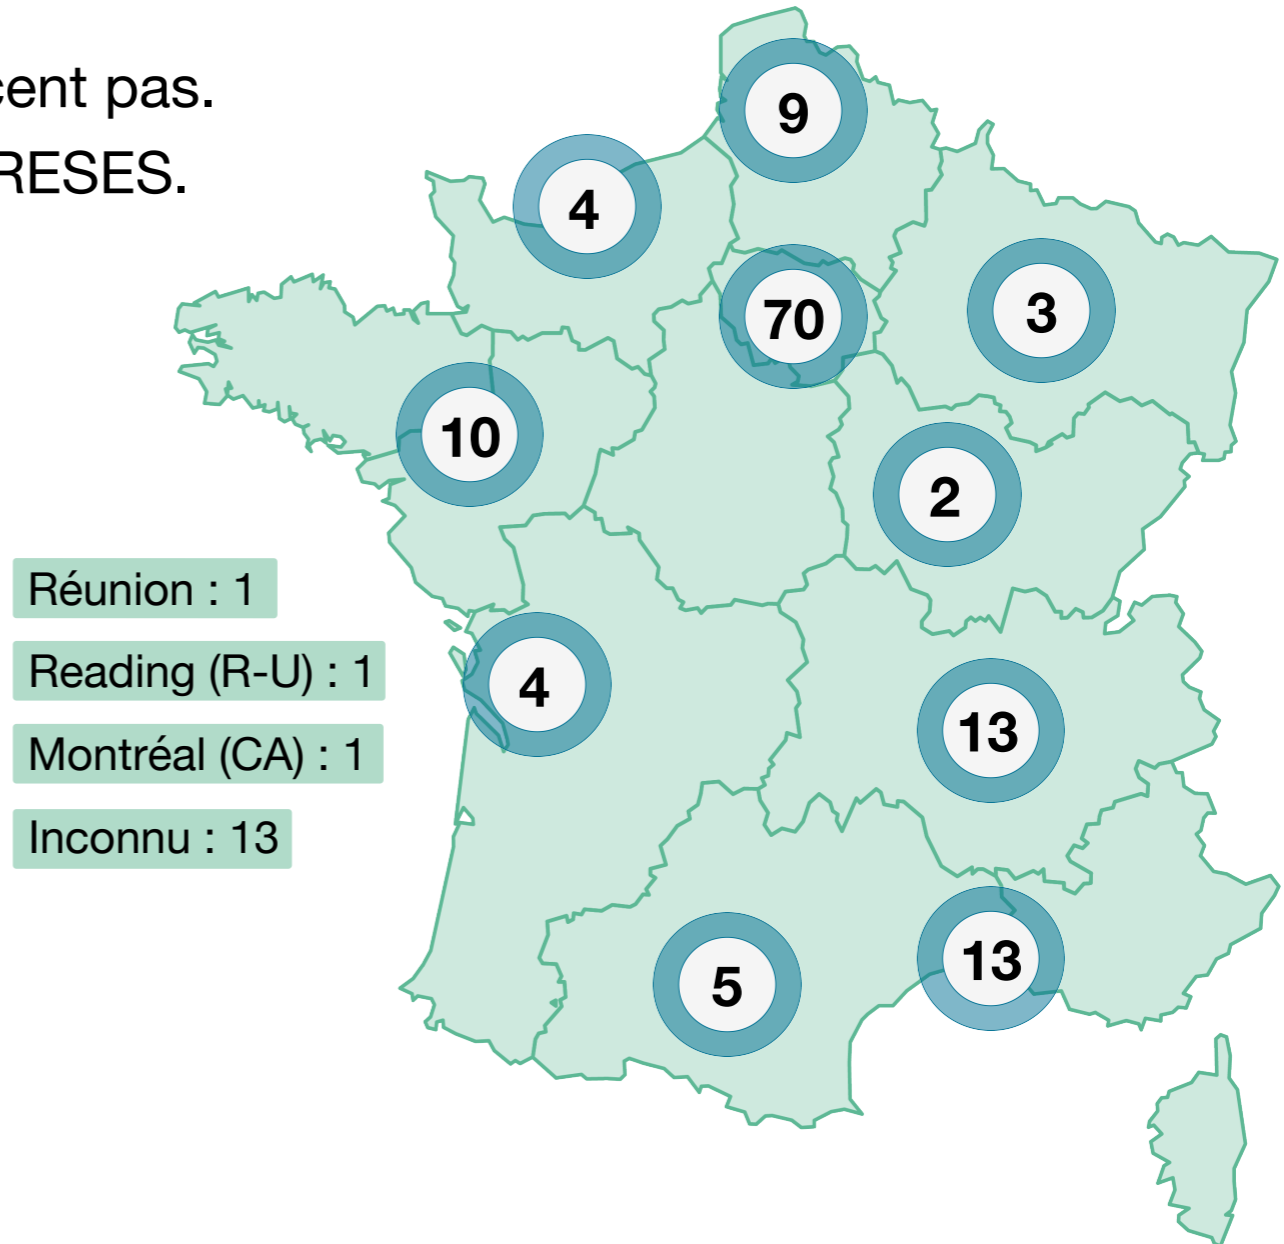 cent pas.
RESES.
9
4
70
3
10
2
Réunion : 1
Reading (R-U) : 1
4
13
Montréal (CA) : 1
Inconnu : 13
5
13